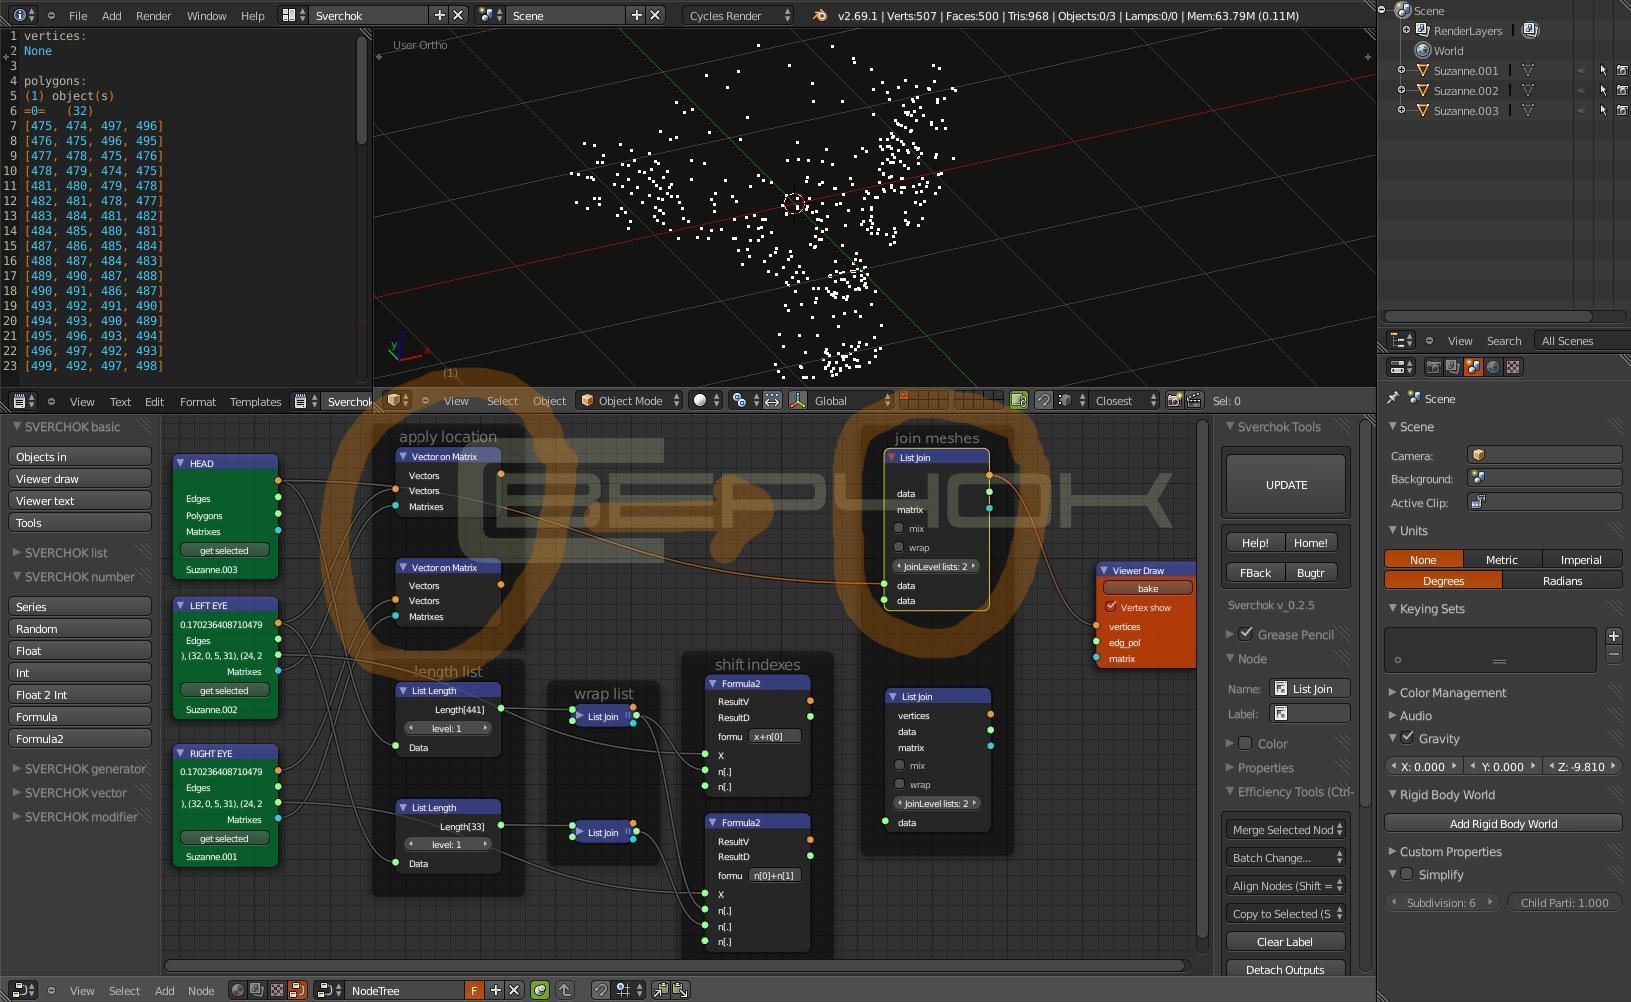 File Add Render Window Help Sverchok Scene Cycles Render v2.69.1 | Verts:507 | Faces:500 | Tris:968 | Objects:0/3 | Lamps:0/0 | Mem:63.79M (0.11M)
1 vertices:
2 None
3
4 polygons:
5 (1) object(s)
6 =0= (32)
7 [475, 474, 497, 496]
8 [476, 475, 496, 495]
9 [477, 478, 475, 476]
10 [478, 479, 474, 475]
11 [481, 480, 479, 478]
12 [482, 481, 478, 477]
13 [483, 484, 481, 482]
14 [484, 485, 480, 481]
15 [487, 486, 485, 484]
16 [488, 487, 484, 483]
17 [489, 490, 487, 488]
18 [490, 491, 486, 487]
19 [493, 492, 491, 490]
20 [494, 493, 490, 489]
21 [495, 496, 493, 494]
22 [496, 497, 492, 493]
23 [499, 492, 497, 498]
View Text Edit Format Templates Sverchok
User Ortho
y x
(1)
View Select Object Object Mode Global Closest Sel: 0
Scene
RenderLayers
World
Suzanne.001
Suzanne.002
Suzanne.003
View Search All Scenes
SVERCHOK basic
Objects in
Viewer draw
Viewer text
Tools
SVERCHOK list
SVERCHOK number
Series
Random
Float
Int
Float 2 Int
Formula
Formula2
SVERCHOK generator
SVERCHOK vector
SVERCHOK modifier
HEAD
Edges
Polygons
Matrixes
get selected
Suzanne.003
LEFT EYE
0.170236408710479
Edges
), (32, 0, 5, 31), (24, 2
Matrixes
get selected
Suzanne.002
RIGHT EYE
0.170236408710479
Edges
), (32, 0, 5, 31), (24, 2
Matrixes
get selected
Suzanne.001
apply location
Vector on Matrix
Vectors
Vectors
Matrixes
Vector on Matrix
Vectors
Vectors
Matrixes
length list
List Length
Length[441]
level: 1
Data
List Length
Length[33]
level: 1
Data
wrap list
List Join
List Join
shift indexes
Formula2
ResultV
ResultD
formu x+n[0]
X
n[.]
n[.]
Formula2
ResultV
ResultD
formu n[0]+n[1]
X
n[.]
n[.]
n[.]
СВЕРЧОК
join meshes
List Join
data
matrix
mix
wrap
JoinLevel lists: 2
data
data
List Join
vertices
data
matrix
mix
wrap
JoinLevel lists: 2
data
Viewer Draw
bake
Vertex show
vertices
edg_pol
matrix
Sverchok Tools
UPDATE
Help! Home!
FBack Bugtr
Sverchok v_0.2.5
Grease Pencil
Node
Name: List Join
Label:
Color
Properties
Efficiency Tools (Ctrl-
Merge Selected Nod
Batch Change...
Align Nodes (Shift =
Copy to Selected (S
Clear Label
Detach Outputs
Scene
Scene
Camera:
Background:
Active Clip:
Units
None Metric Imperial
Degrees Radians
Keying Sets
Color Management
Audio
Gravity
X: 0.000 Y: 0.000 Z: -9.810
Rigid Body World
Add Rigid Body World
Custom Properties
Simplify
Subdivision: 6 Child Parti: 1.000
View Select Add Node NodeTree F